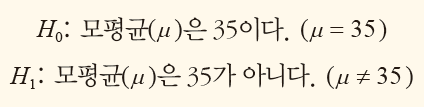 H₀: 모평균(μ)은 35이다. (μ = 35)
H₁: 모평균(μ)은 35가 아니다. (μ ≠ 35)